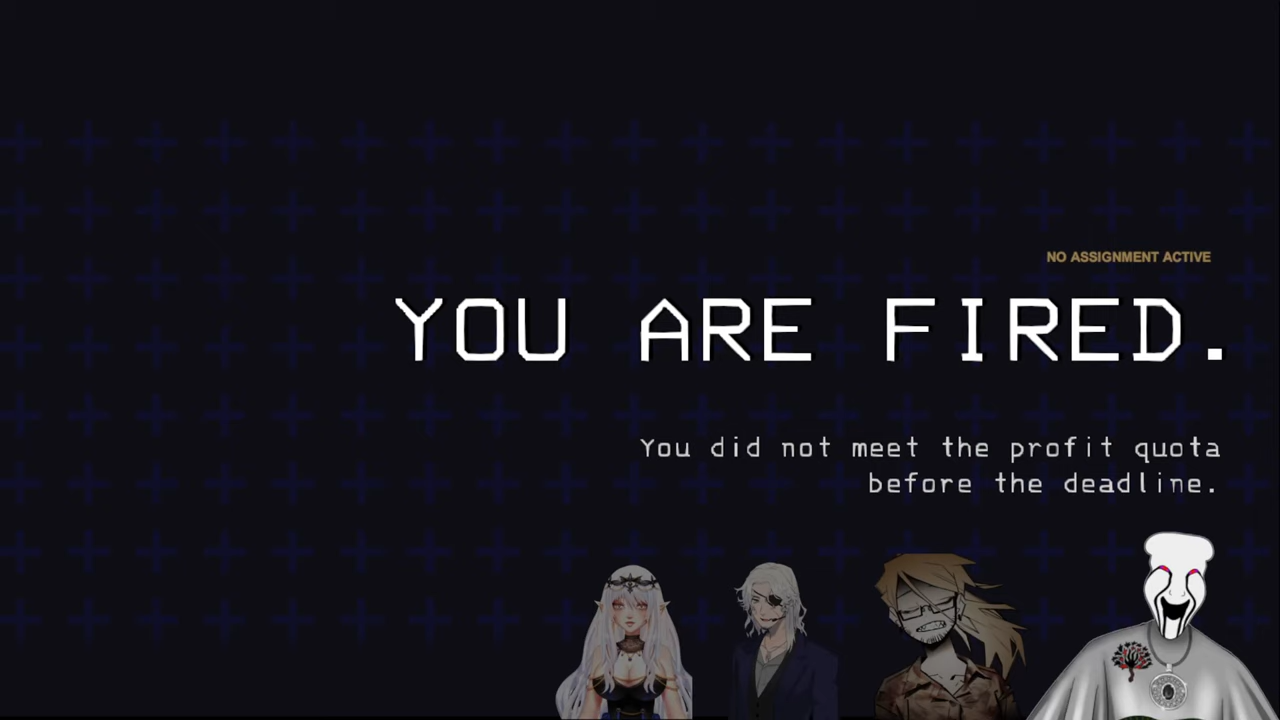 NO ASSIGNMENT ACTIVE
YOU ARE FIRED.
You did not meet the profit quota
before the deadline.